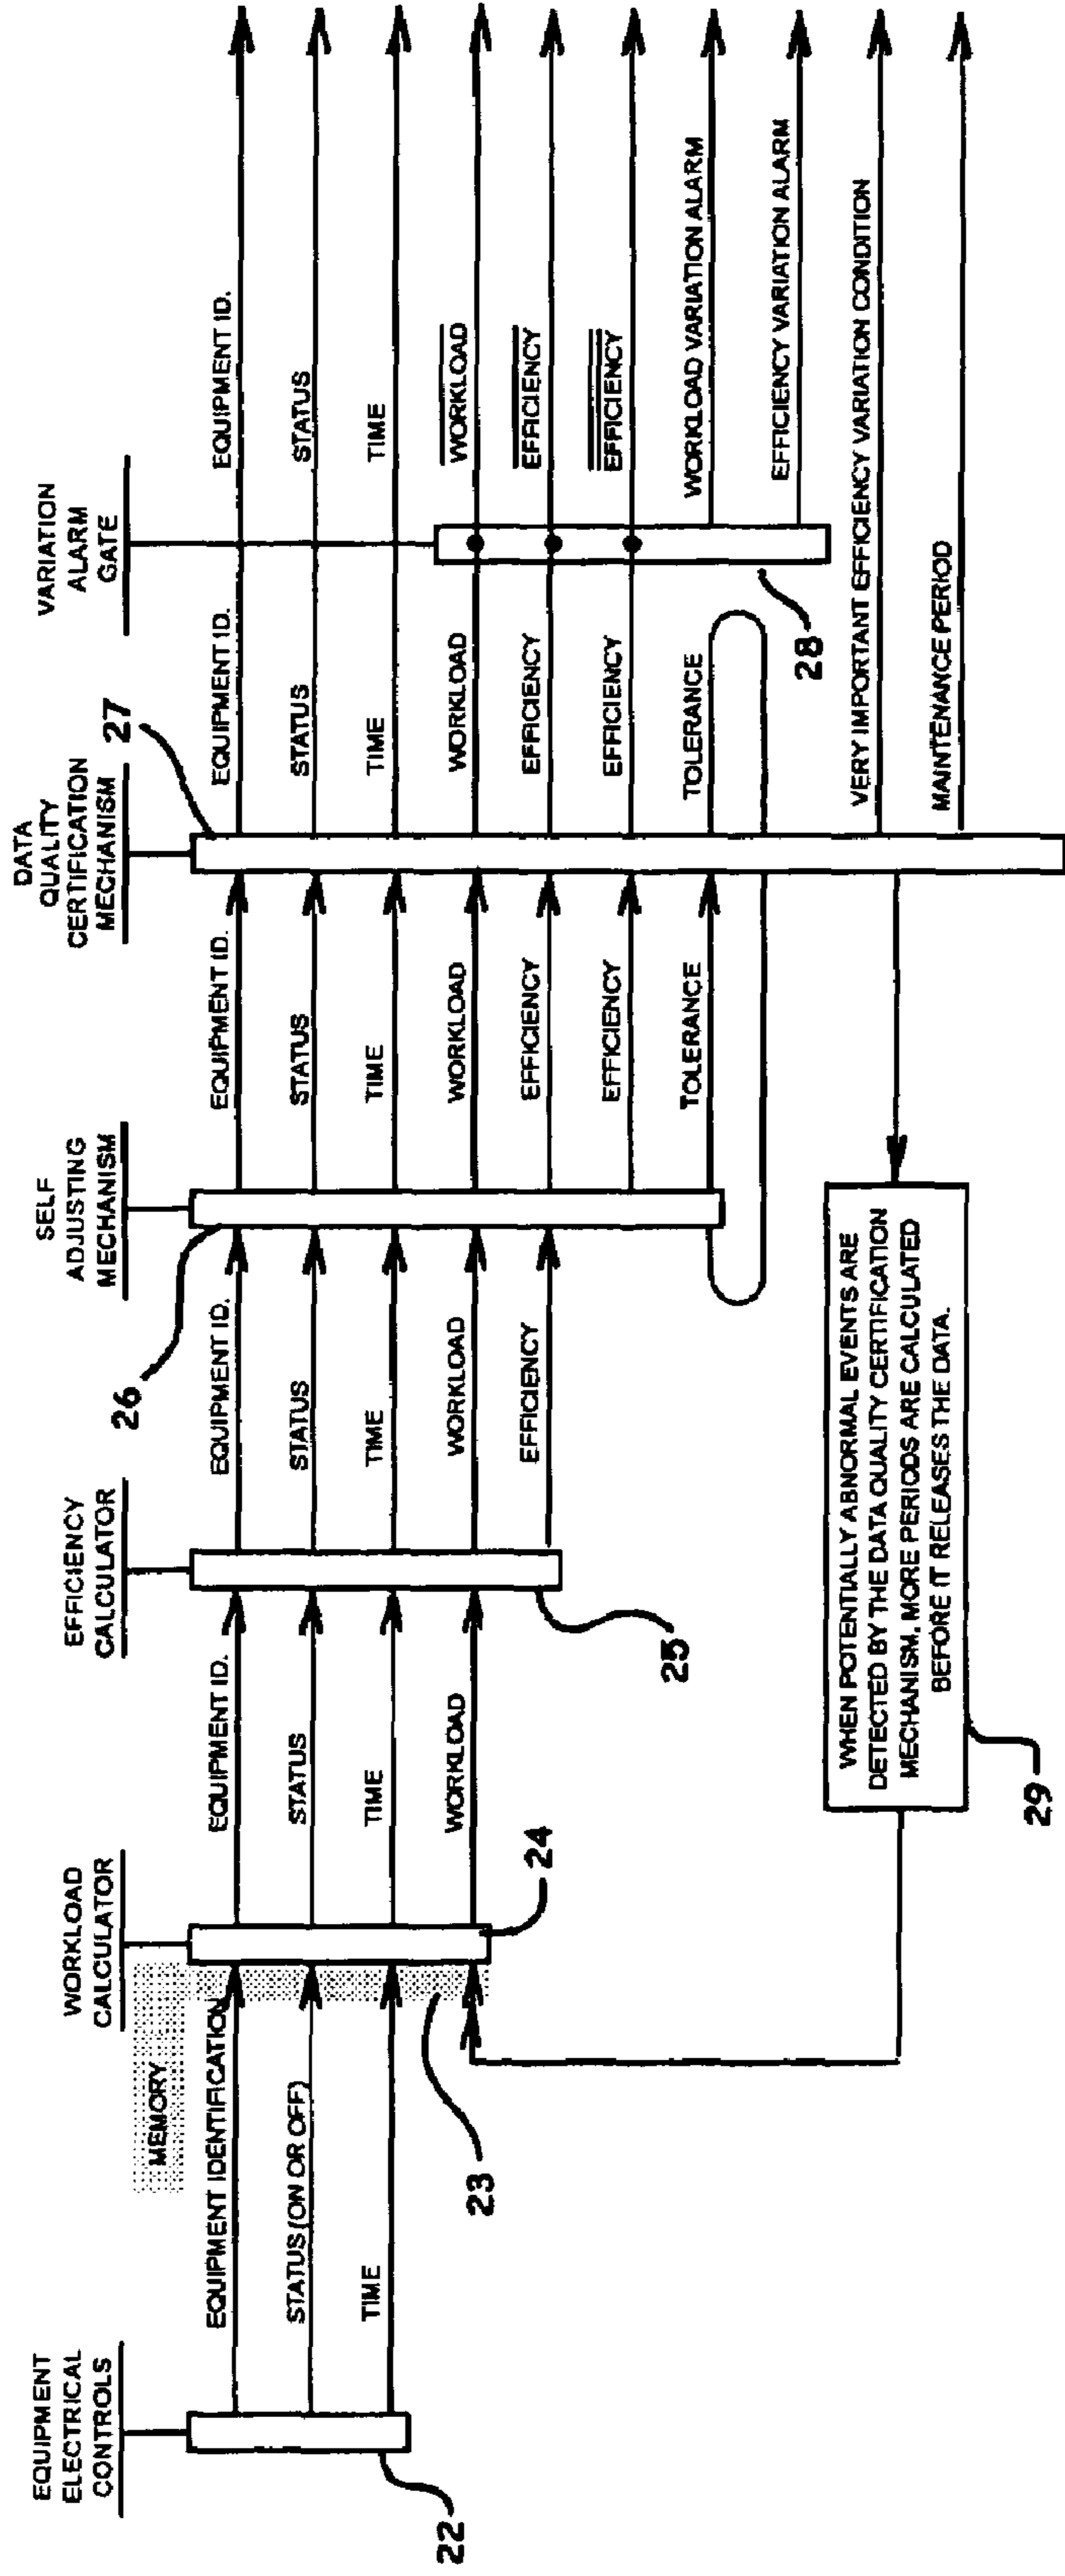 EQUIPMENT
ELECTRICAL
CONTROLS
22
EQUIPMENT IDENTIFICATION
STATUS (ON OR OFF)
TIME
MEMORY
23
WORKLOAD
CALCULATOR
24
EQUIPMENT ID.
STATUS
TIME
WORKLOAD
EFFICIENCY
CALCULATOR
25
EQUIPMENT ID.
STATUS
TIME
WORKLOAD
EFFICIENCY
SELF
ADJUSTING
MECHANISM
26
EQUIPMENT ID.
STATUS
TIME
WORKLOAD
EFFICIENCY
EFFICIENCY
TOLERANCE
DATA
QUALITY
CERTIFICATION
MECHANISM
27
EQUIPMENT ID.
STATUS
TIME
WORKLOAD
EFFICIENCY
EFFICIENCY
TOLERANCE
VARIATION
ALARM
GATE
28
EQUIPMENT ID.
STATUS
TIME
WORKLOAD
EFFICIENCY
EFFICIENCY
WORKLOAD VARIATION ALARM
EFFICIENCY VARIATION ALARM
VERY IMPORTANT EFFICIENCY VARIATION CONDITION
MAINTENANCE PERIOD
WHEN POTENTIALLY ABNORMAL EVENTS ARE
DETECTED BY THE DATA QUALITY CERTIFICATION
MECHANISM, MORE PERIODS ARE CALCULATED
BEFORE IT RELEASES THE DATA.
29